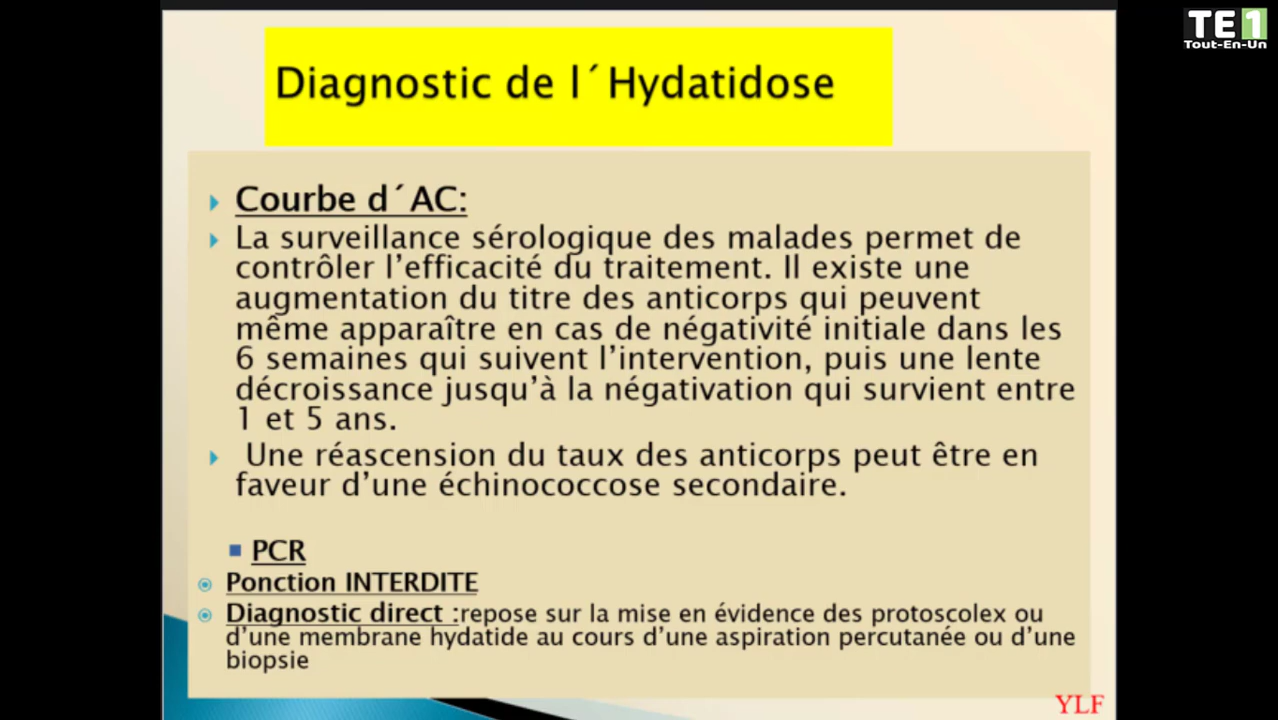 TE1
Tout-En-Un
Diagnostic de l´Hydatidose
Courbe d´AC:
La surveillance sérologique des malades permet de
contrôler l’efficacité du traitement. Il existe une
augmentation du titre des anticorps qui peuvent
même apparaître en cas de négativité initiale dans les
6 semaines qui suivent l’intervention, puis une lente
décroissance jusqu’à la négativation qui survient entre
1 et 5 ans.
Une réascension du taux des anticorps peut être en
faveur d’une échinococcose secondaire.
PCR
Ponction INTERDITE
Diagnostic direct :repose sur la mise en évidence des protoscolex ou
d’une membrane hydatide au cours d’une aspiration percutanée ou d’une
biopsie
YLF